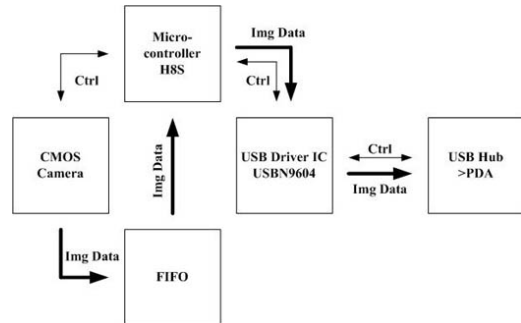 Micro-
controller
H8S
Img Data
Ctrl
Ctrl
CMOS
Camera
Img Data
USB Driver IC
USBN9604
Ctrl
Img Data
USB Hub
>PDA
Img Data
FIFO